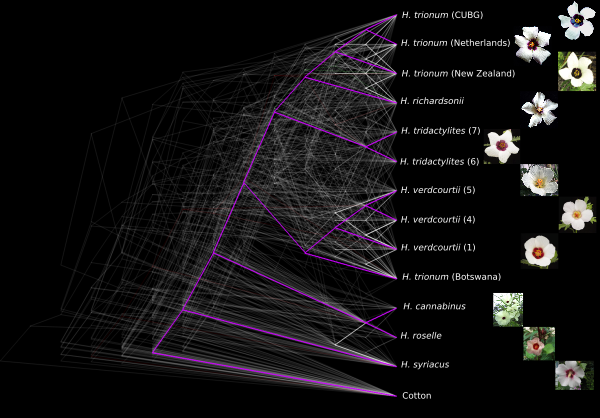 H. trionum (CUBG)
H. trionum (Netherlands)
H. trionum (New Zealand)
H. richardsonii
H. tridactylites (7)
H. tridactylites (6)
H. verdcourtii (5)
H. verdcourtii (4)
H. verdcourtii (1)
H. trionum (Botswana)
H. cannabinus
H. roselle
H. syriacus
Cotton